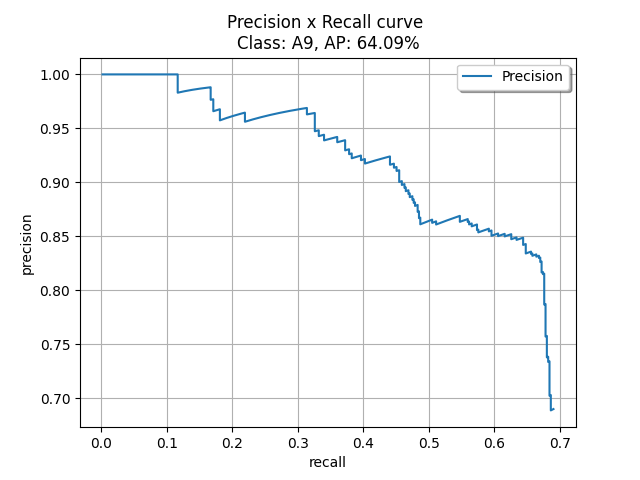 Precision x Recall curve
Class: A9, AP: 64.09%
Precision
1.00
0.95
0.90
0.85
0.80
0.75
0.70
precision
0.0 0.1 0.2 0.3 0.4 0.5 0.6 0.7
recall